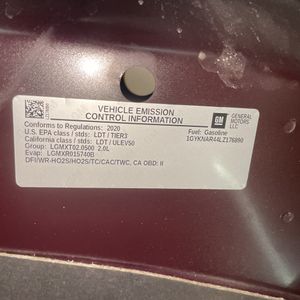 VEHICLE EMISSION
CONTROL INFORMATION
Conforms to Regulations: 2020
U.S. EPA class / stds: LDT / TIER3
California class / stds: LDT / ULEV50
Group: LGMXT02.0500 2.0L
Evap: LGMXR0157408
DFI/WR-HO2S/HO2S/TC/CAC/TWC, CA OBD: II
GM
GENERAL
MOTORS
LLC
Fuel: Gasoline
1GYKNAR44LZ176890